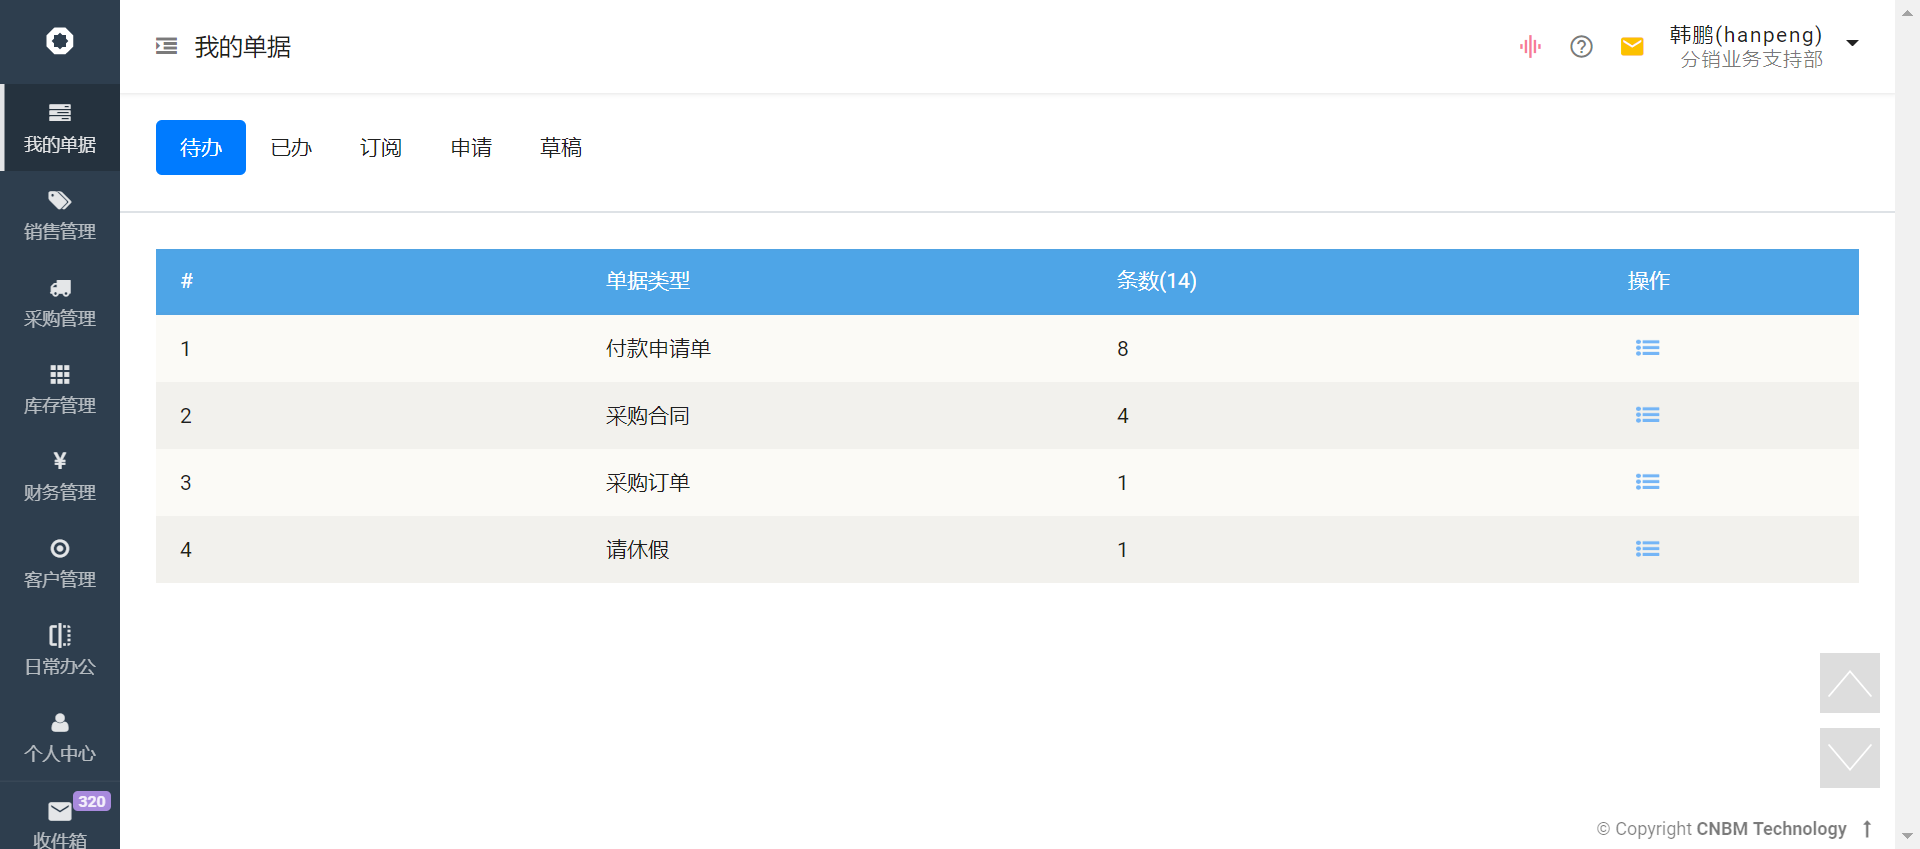 我的单据
韩鹏(hanpeng)
分销业务支持部
我的单据
销售管理
采购管理
库存管理
¥
财务管理
客户管理
日常办公
个人中心
320
收件箱
待办 已办 订阅 申请 草稿
# 单据类型 条数(14) 操作
1 付款申请单 8
2 采购合同 4
3 采购订单 1
4 请休假 1
© Copyright CNBM Technology